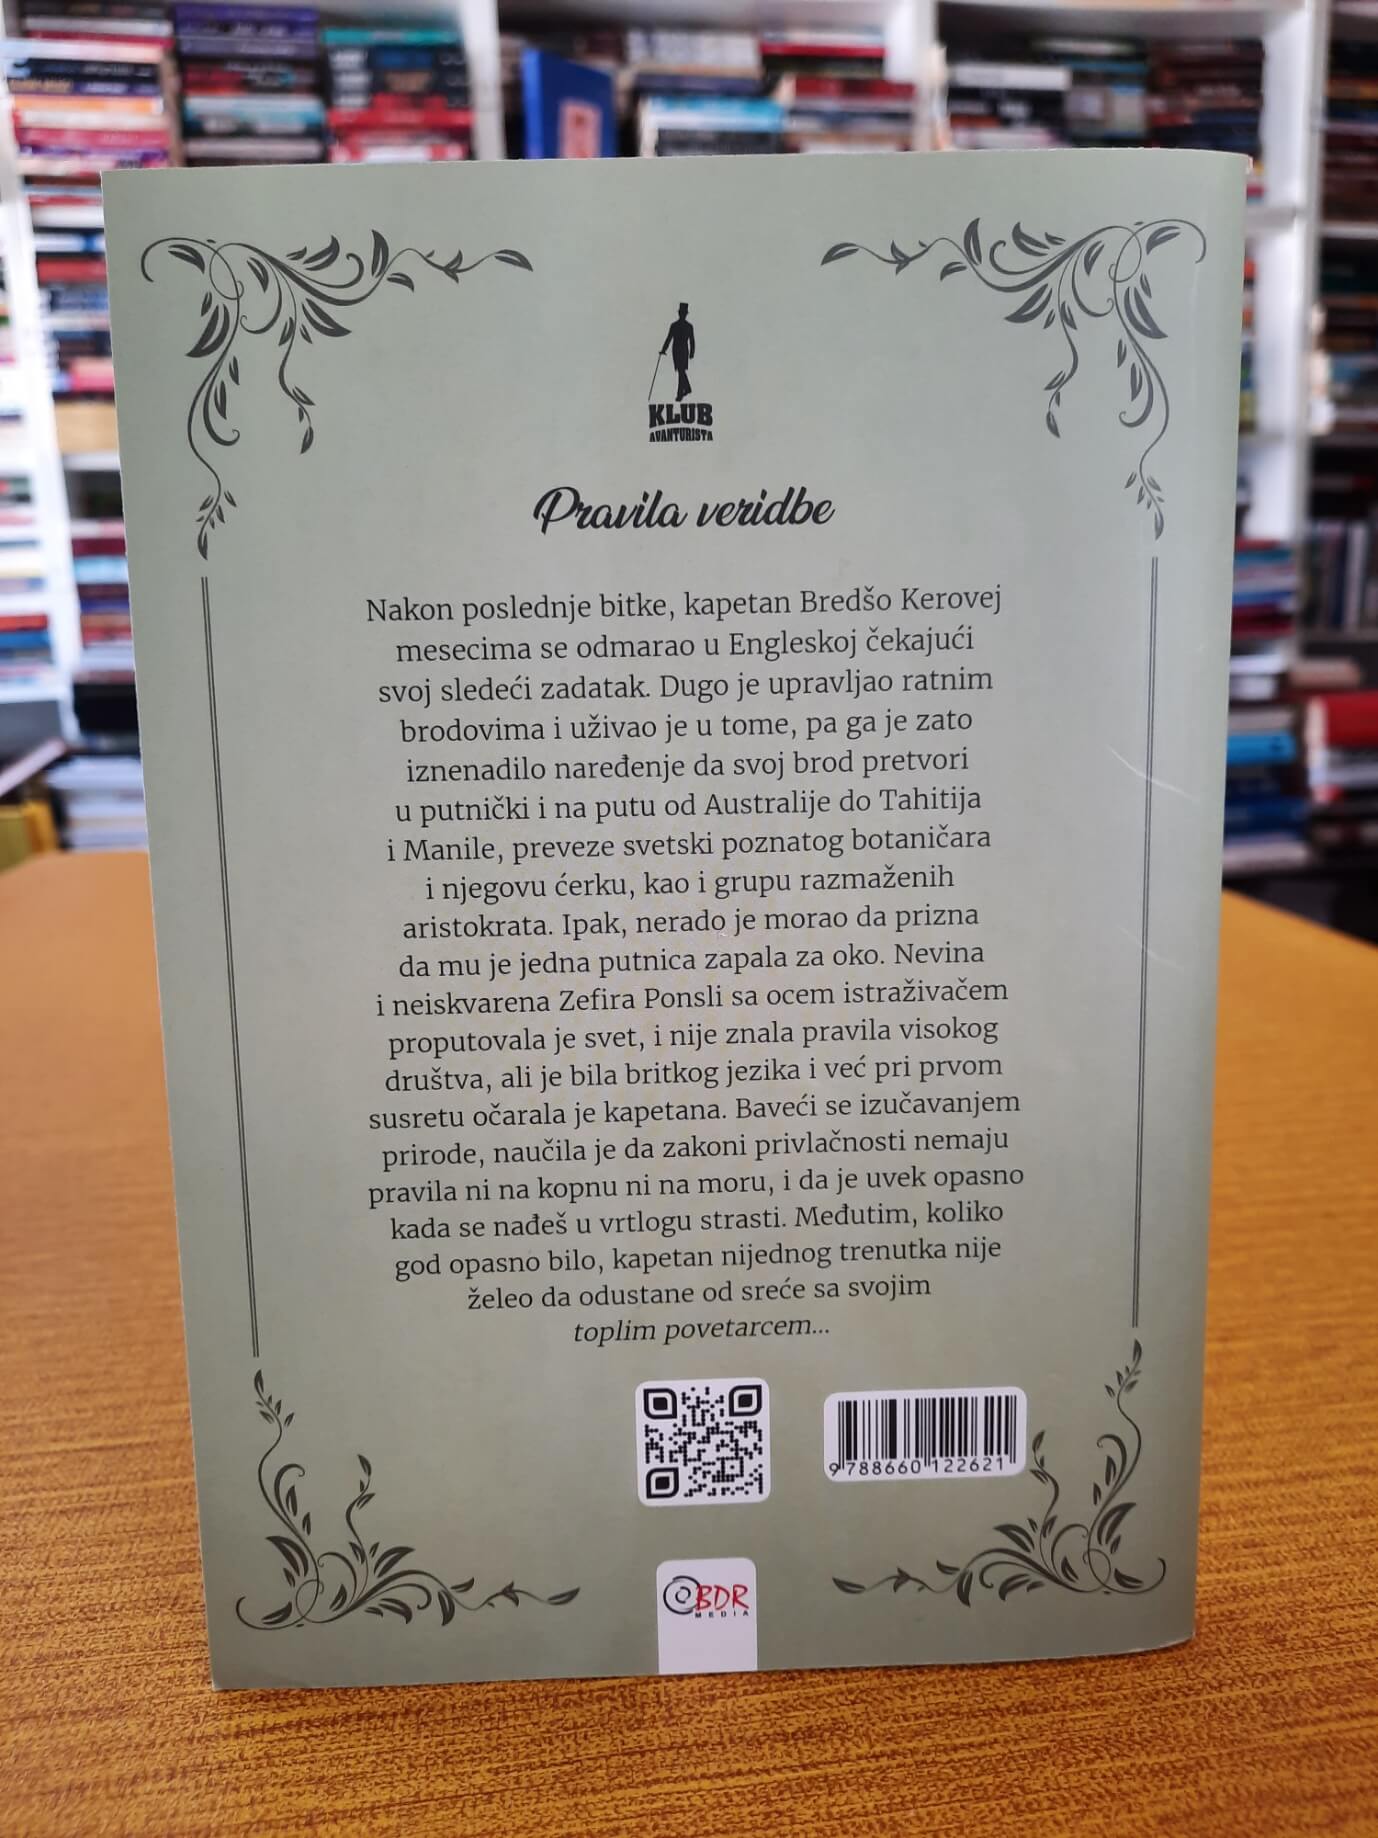 KLUB
AVANTURISTA
Pravila veridbe
Nakon poslednje bitke, kapetan Bredšo Kerovej
mesecima se odmarao u Engleskoj čekajući
svoj sledeći zadatak. Dugo je upravljao ratnim
brodovima i uživao je u tome, pa ga je zato
iznenadilo naređenje da svoj brod pretvori
u putnički i na putu od Australije do Tahitija
i Manile, preveze svetski poznatog botaničara
i njegovu ćerku, kao i grupu razmaženih
aristokrata. Ipak, nerado je morao da prizna
da mu je jedna putnica zapala za oko. Nevina
i neiskvarena Zefira Ponsli sa ocem istraživačem
proputovala je svet, i nije znala pravila visokog
društva, ali je bila britkog jezika i već pri prvom
susretu očarala je kapetana. Baveći se izučavanjem
prirode, naučila je da zakoni privlačnosti nemaju
pravila ni na kopnu ni na moru, i da je uvek opasno
kada se nađeš u vrtlogu strasti. Međutim, koliko
god opasno bilo, kapetan nijednog trenutka nije
želeo da odustane od sreće sa svojim
toplim povetarcem...
9 788660 122621
BDR
MEDIA